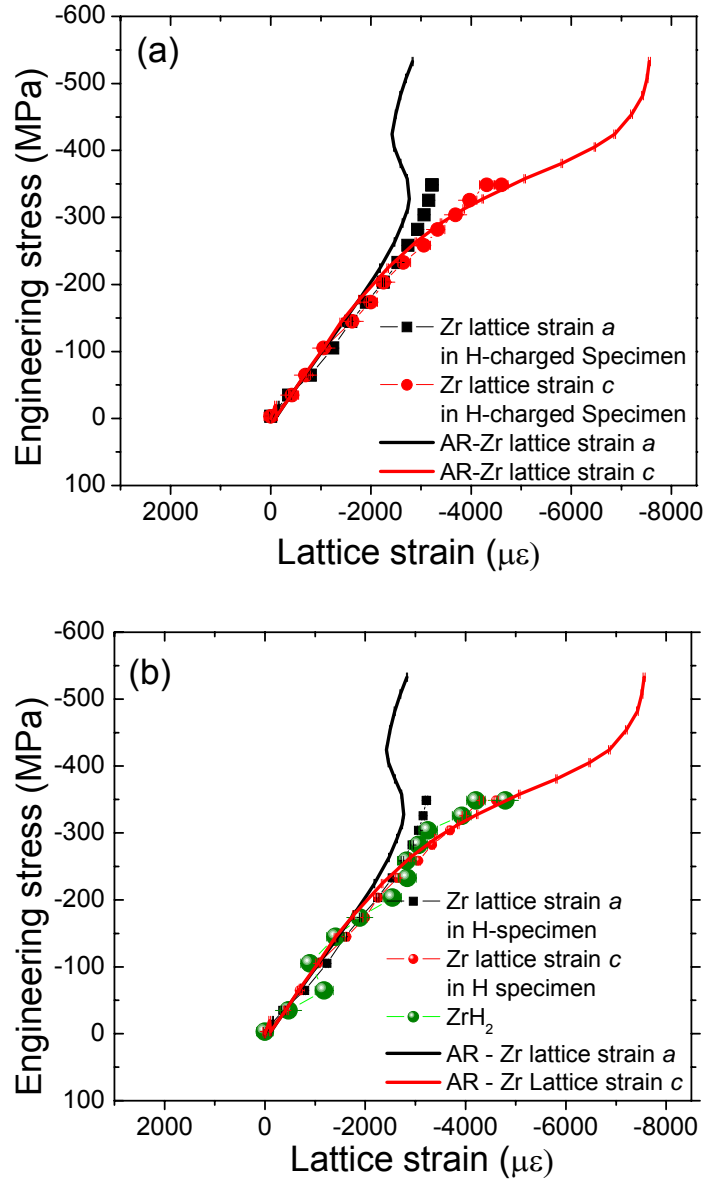 (a)
Engineering stress (MPa)
-600
-500
-400
-300
-200
-100
0
100
Zr lattice strain a
in H-charged Specimen
Zr lattice strain c
in H-charged Specimen
AR-Zr lattice strain a
AR-Zr lattice strain c
2000 0 -2000 -4000 -6000 -8000
Lattice strain (με)
(b)
Engineering stress (MPa)
-600
-500
-400
-300
-200
-100
0
100
Zr lattice strain a
in H-specimen
Zr lattice strain c
in H specimen
ZrH₂
AR - Zr lattice strain a
AR - Zr Lattice strain c
2000 0 -2000 -4000 -6000 -8000
Lattice strain (με)